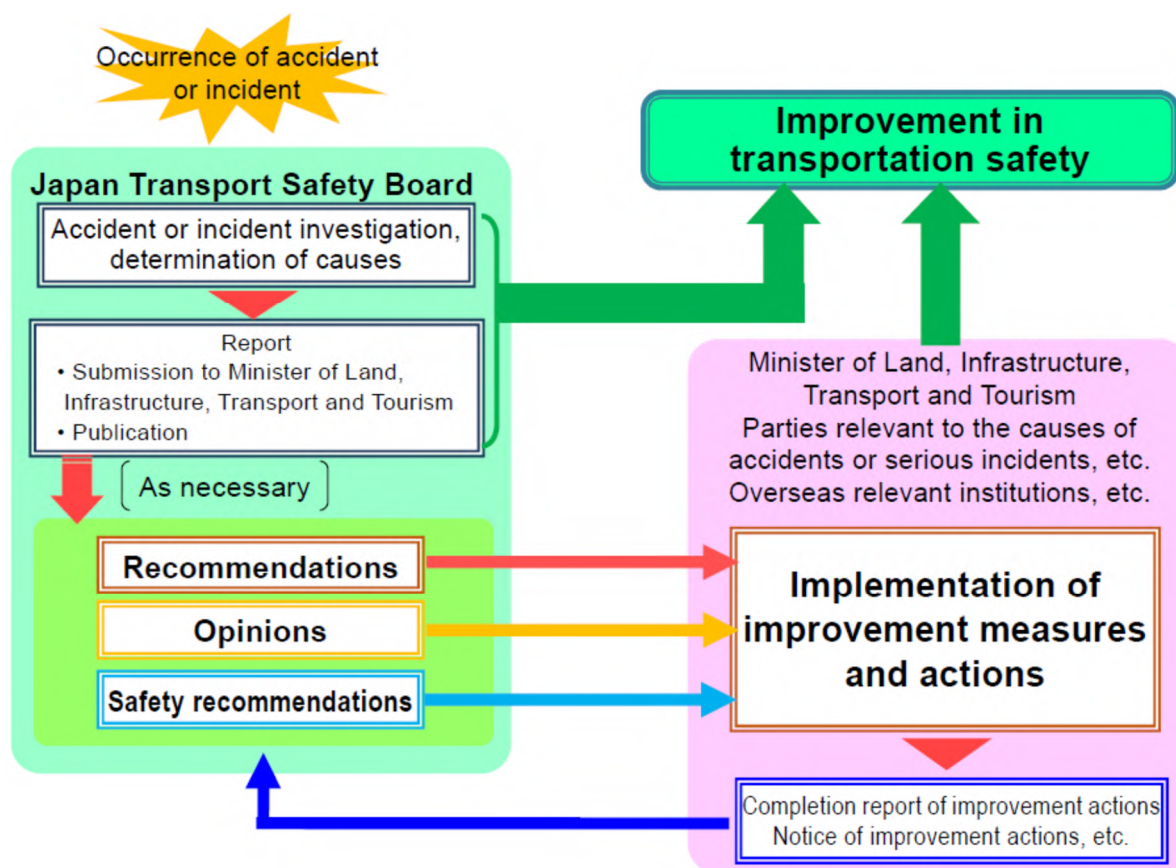 Occurrence of accident
or incident
Improvement in
transportation safety
Japan Transport Safety Board
Accident or incident investigation,
determination of causes
Report
• Submission to Minister of Land,
Infrastructure, Transport and Tourism
• Publication
As necessary
Recommendations
Opinions
Safety recommendations
Minister of Land, Infrastructure,
Transport and Tourism
Parties relevant to the causes of
accidents or serious incidents, etc.
Overseas relevant institutions, etc.
Implementation of
improvement measures
and actions
Completion report of improvement actions
Notice of improvement actions, etc.